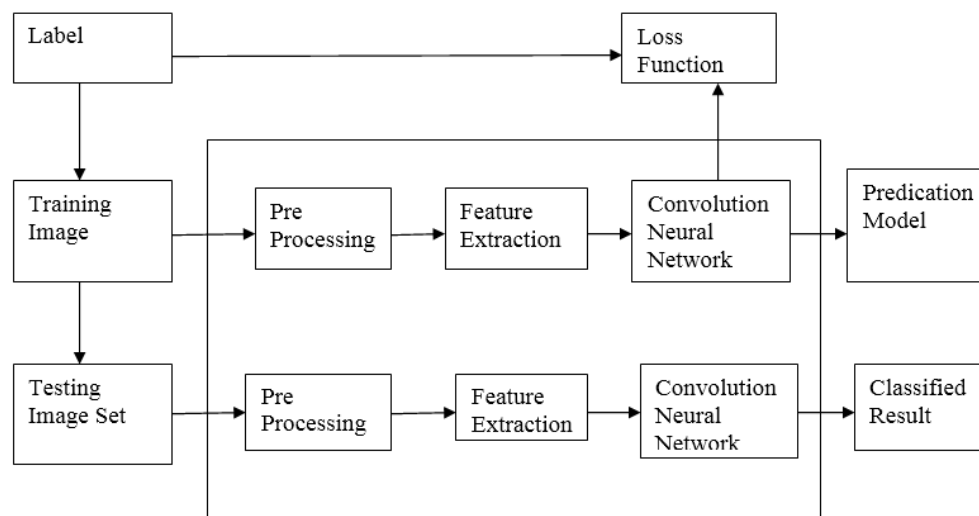 Label
Loss
Function
Training
Image
Pre
Processing
Feature
Extraction
Convolution
Neural
Network
Predication
Model
Testing
Image Set
Pre
Processing
Feature
Extraction
Convolution
Neural
Network
Classified
Result